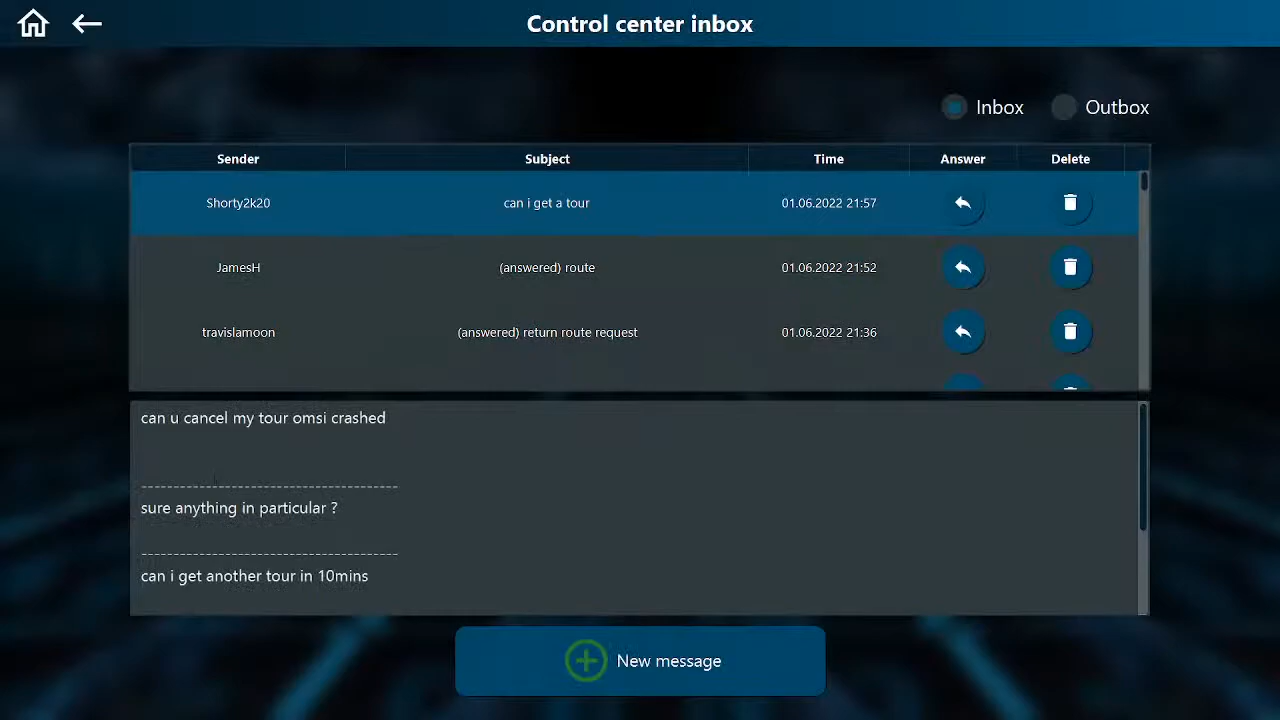 Control center inbox
Inbox Outbox
Sender Subject Time Answer Delete
Shorty2k20 can i get a tour 01.06.2022 21:57
JamesH (answered) route 01.06.2022 21:52
travislamoon (answered) return route request 01.06.2022 21:36
can u cancel my tour omsi crashed
----------------------------------------
sure anything in particular ?
----------------------------------------
can i get another tour in 10mins
New message